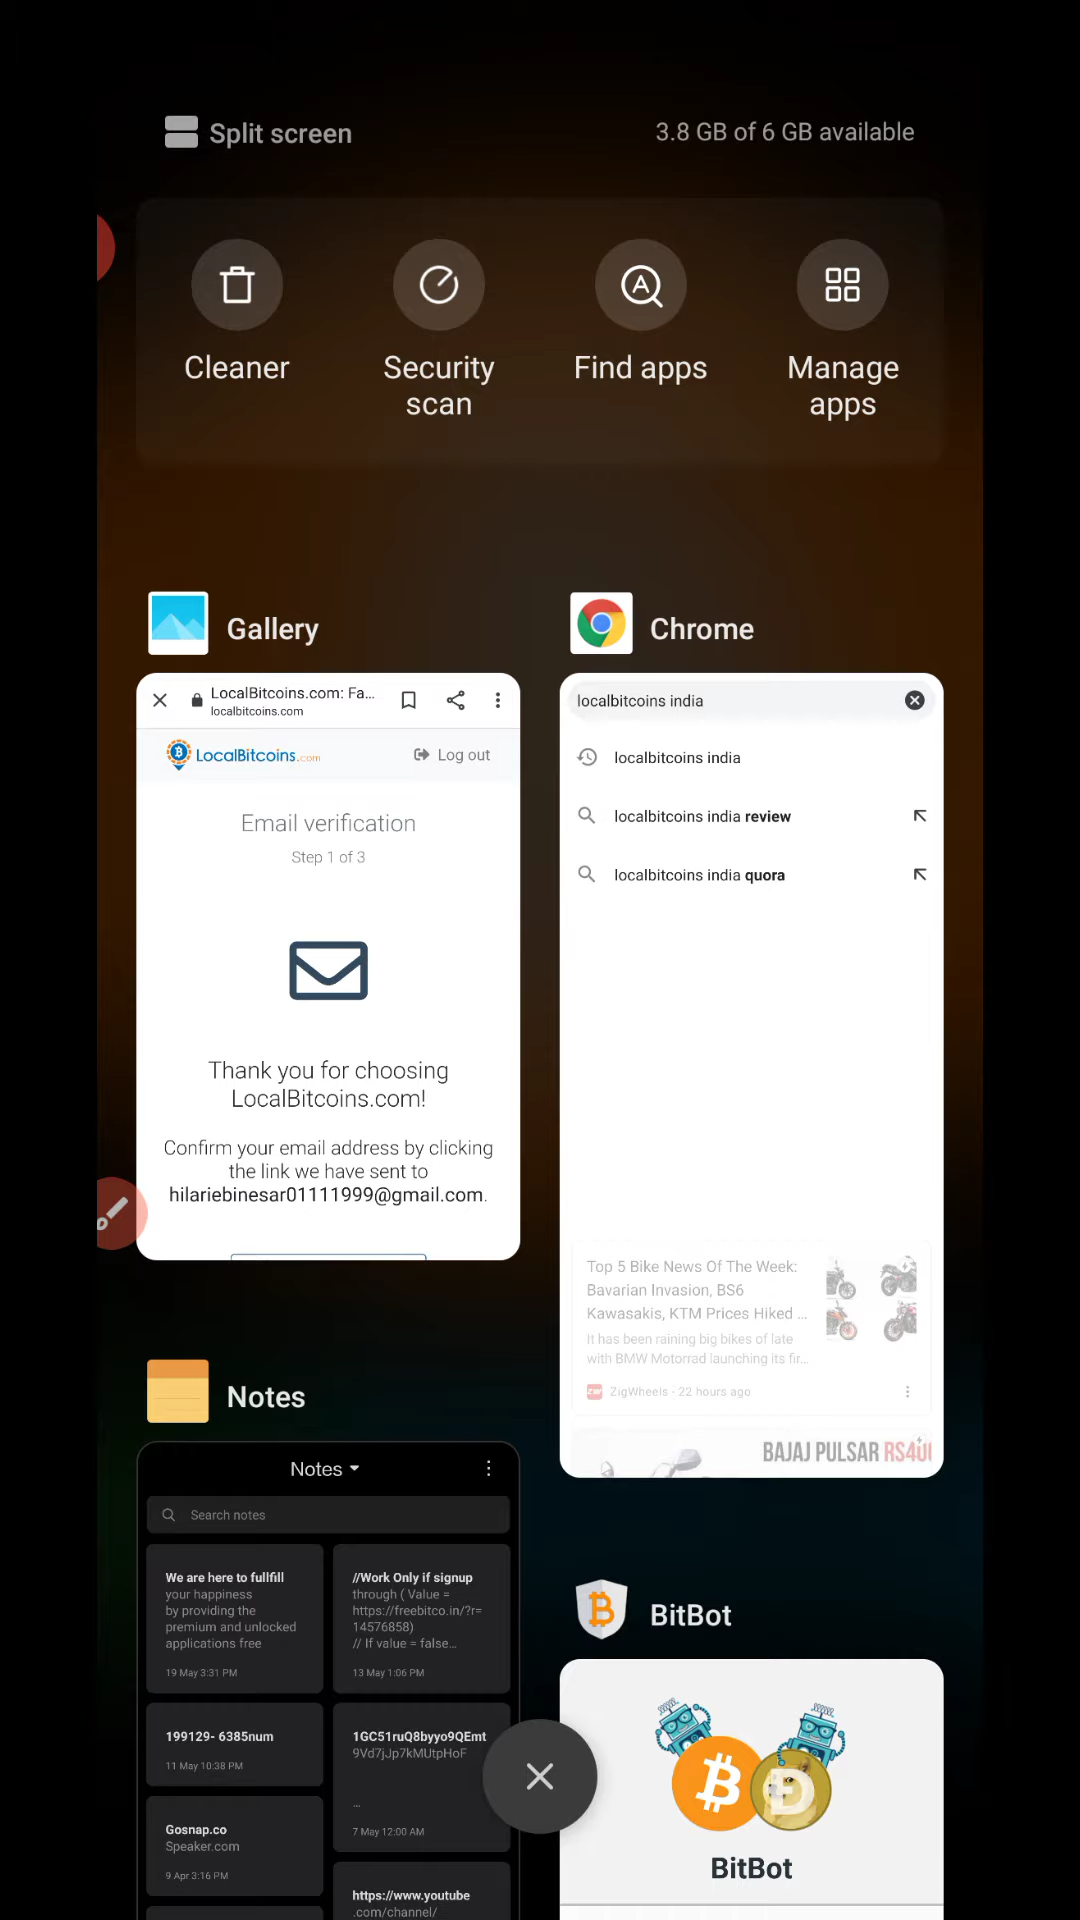 Split screen
3.8 GB of 6 GB available
Cleaner
Security
scan
Find apps
Manage
apps
Gallery
LocalBitcoins.com: Fa...
localbitcoins.com
LocalBitcoins.com
Log out
Email verification
Step 1 of 3
Thank you for choosing
LocalBitcoins.com!
Confirm your email address by clicking
the link we have sent to
hilariebinesar01111999@gmail.com.
Chrome
localbitcoins india
localbitcoins india
localbitcoins india review
localbitcoins india quora
Top 5 Bike News Of The Week:
Bavarian Invasion, BS6
Kawasakis, KTM Prices Hiked ...
It has been raining big bikes of late
with BMW Motorrad launching its fir...
ZigWheels - 22 hours ago
BAJAJ PULSAR RS400
Notes
Notes
Search notes
We are here to fullfill
your happiness
by providing the
premium and unlocked
applications free
19 May 3:31 PM
//Work Only if signup
through ( Value =
https://freebitco.in/?r=
14576858)
// If value = false...
13 May 1:06 PM
199129- 6385num
11 May 10:38 PM
1GC51ruQ8byyo9QEmt
9Vd7jJp7kMUtpHoF
...
7 May 12:00 AM
Gosnap.co
Speaker.com
9 Apr 3:16 PM
https://www.youtube
.com/channel/
BitBot
BitBot